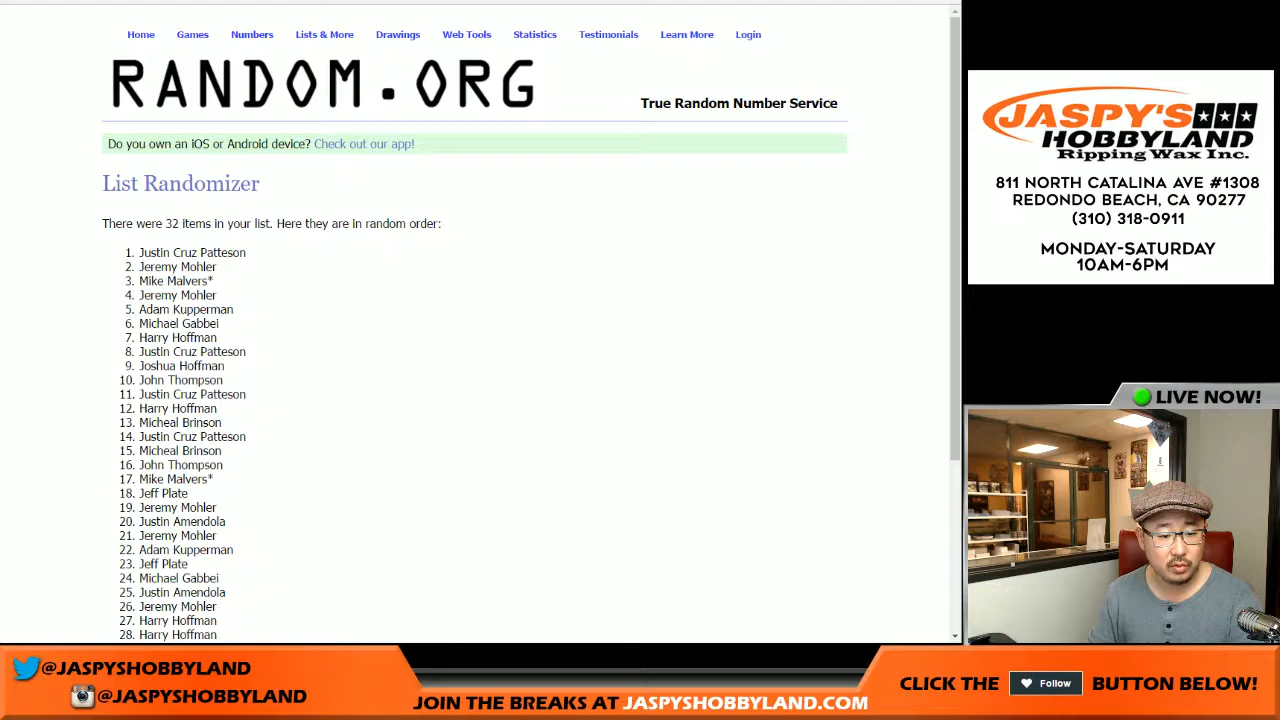 Home Games Numbers Lists & More Drawings Web Tools Statistics Testimonials Learn More Login
RANDOM.ORG
True Random Number Service
Do you own an iOS or Android device? Check out our app!
List Randomizer
There were 32 items in your list. Here they are in random order:
1. Justin Cruz Patteson
2. Jeremy Mohler
3. Mike Malvers*
4. Jeremy Mohler
5. Adam Kupperman
6. Michael Gabbei
7. Harry Hoffman
8. Justin Cruz Patteson
9. Joshua Hoffman
10. John Thompson
11. Justin Cruz Patteson
12. Harry Hoffman
13. Micheal Brinson
14. Justin Cruz Patteson
15. Micheal Brinson
16. John Thompson
17. Mike Malvers*
18. Jeff Plate
19. Jeremy Mohler
20. Justin Amendola
21. Jeremy Mohler
22. Adam Kupperman
23. Jeff Plate
24. Michael Gabbei
25. Justin Amendola
26. Jeremy Mohler
27. Harry Hoffman
28. Harry Hoffman
JASPY'S
HOBBYLAND
Ripping Wax Inc.
811 NORTH CATALINA AVE #1308
REDONDO BEACH, CA 90277
(310) 318-0911
MONDAY-SATURDAY
10AM-6PM
LIVE NOW!
@JASPYSHOBBYLAND
@JASPYSHOBBYLAND
JOIN THE BREAKS AT JASPYSHOBBYLAND.COM
CLICK THE Follow BUTTON BELOW!